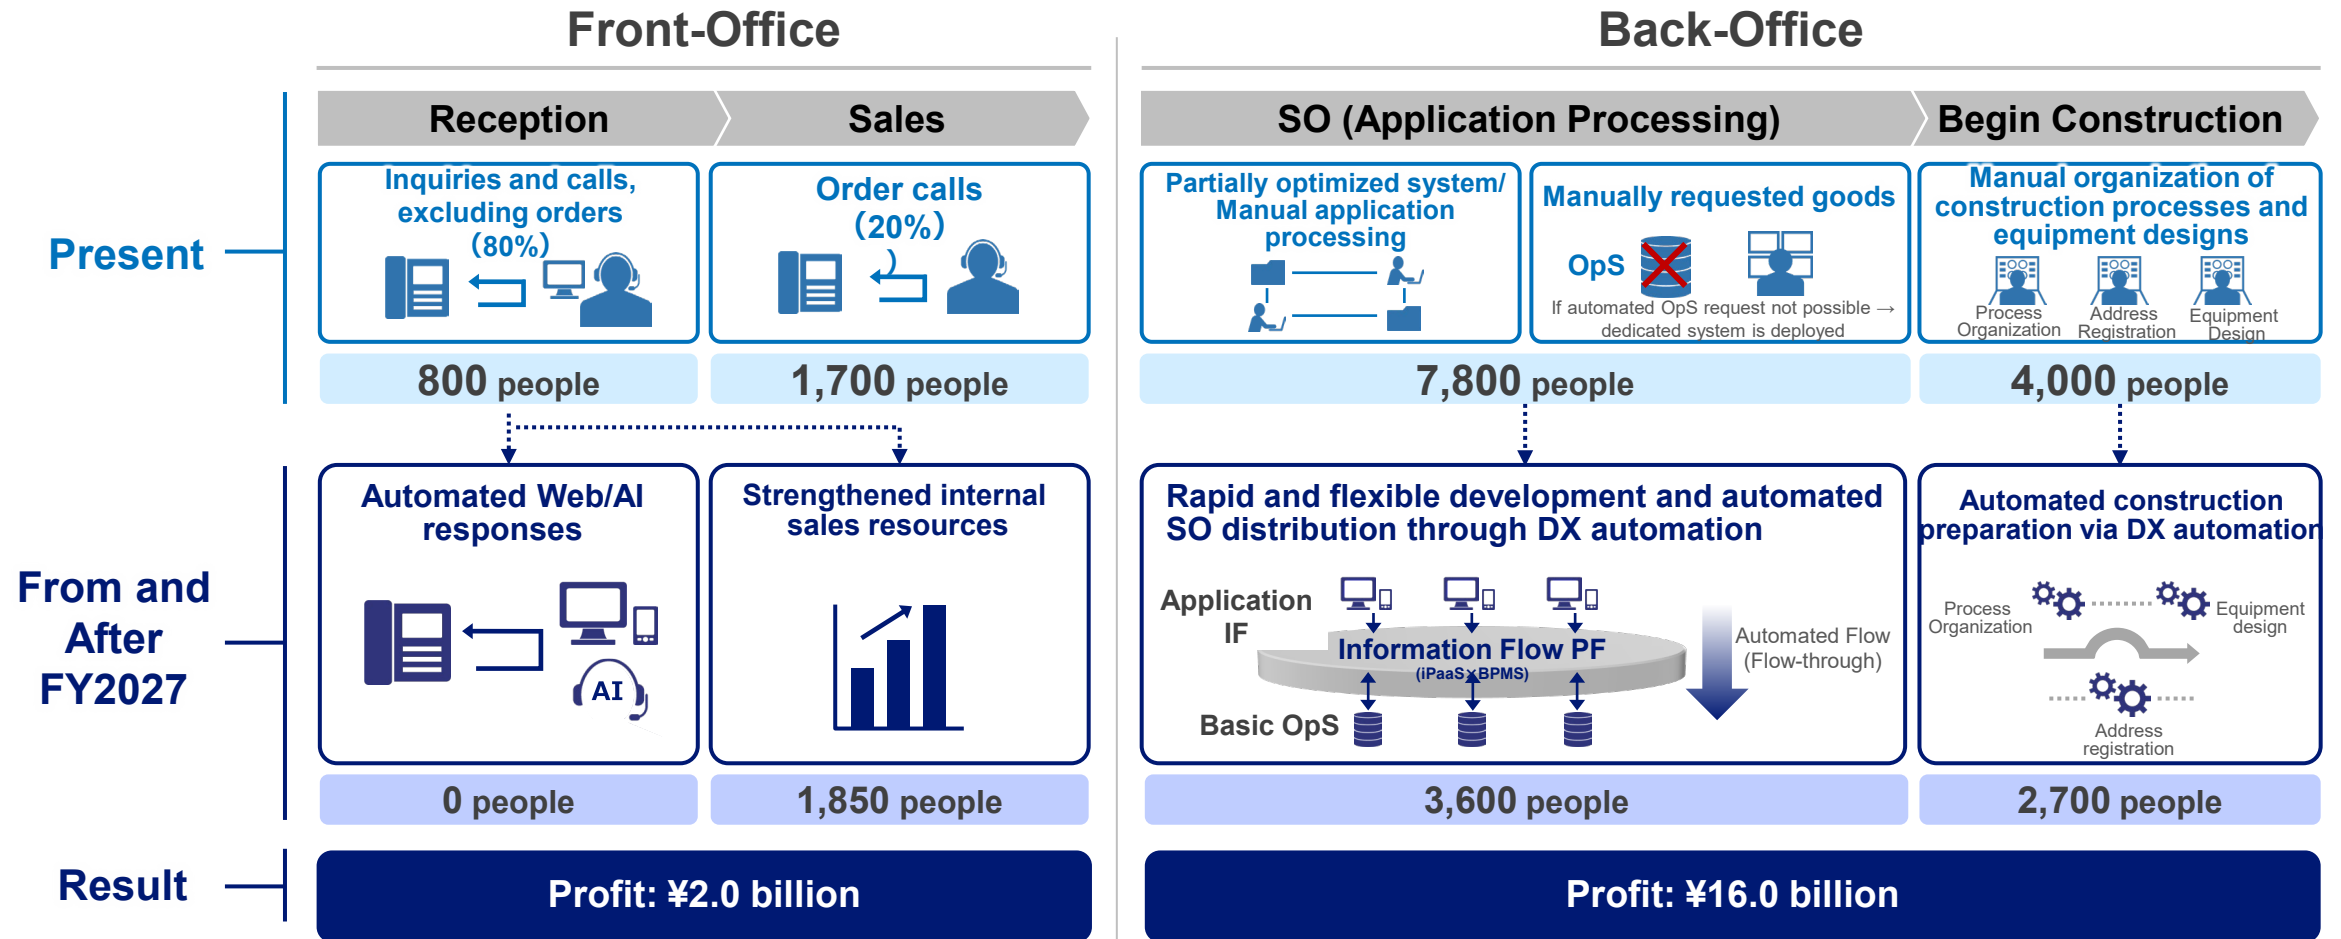 Front-Office
Back-Office
Reception
Sales
SO (Application Processing)
Begin Construction
Present
Inquiries and calls,
excluding orders
(80%)
Order calls
(20%)
)
Partially optimized system/
Manual application
processing
Manually requested goods
OpS
If automated OpS request not possible →
dedicated system is deployed
Manual organization of
construction processes and
equipment designs
Process
Organization
Address
Registration
Equipment
Design
800 people
1,700 people
7,800 people
4,000 people
From and
After
FY2027
Automated Web/AI
responses
AI
Strengthened internal
sales resources
Rapid and flexible development and automated
SO distribution through DX automation
Application
IF
Information Flow PF
(iPaaS×BPMS)
Basic OpS
Automated Flow
(Flow-through)
Automated construction
preparation via DX automation
Process
Organization
Equipment
design
Address
registration
0 people
1,850 people
3,600 people
2,700 people
Result
Profit: ¥2.0 billion
Profit: ¥16.0 billion